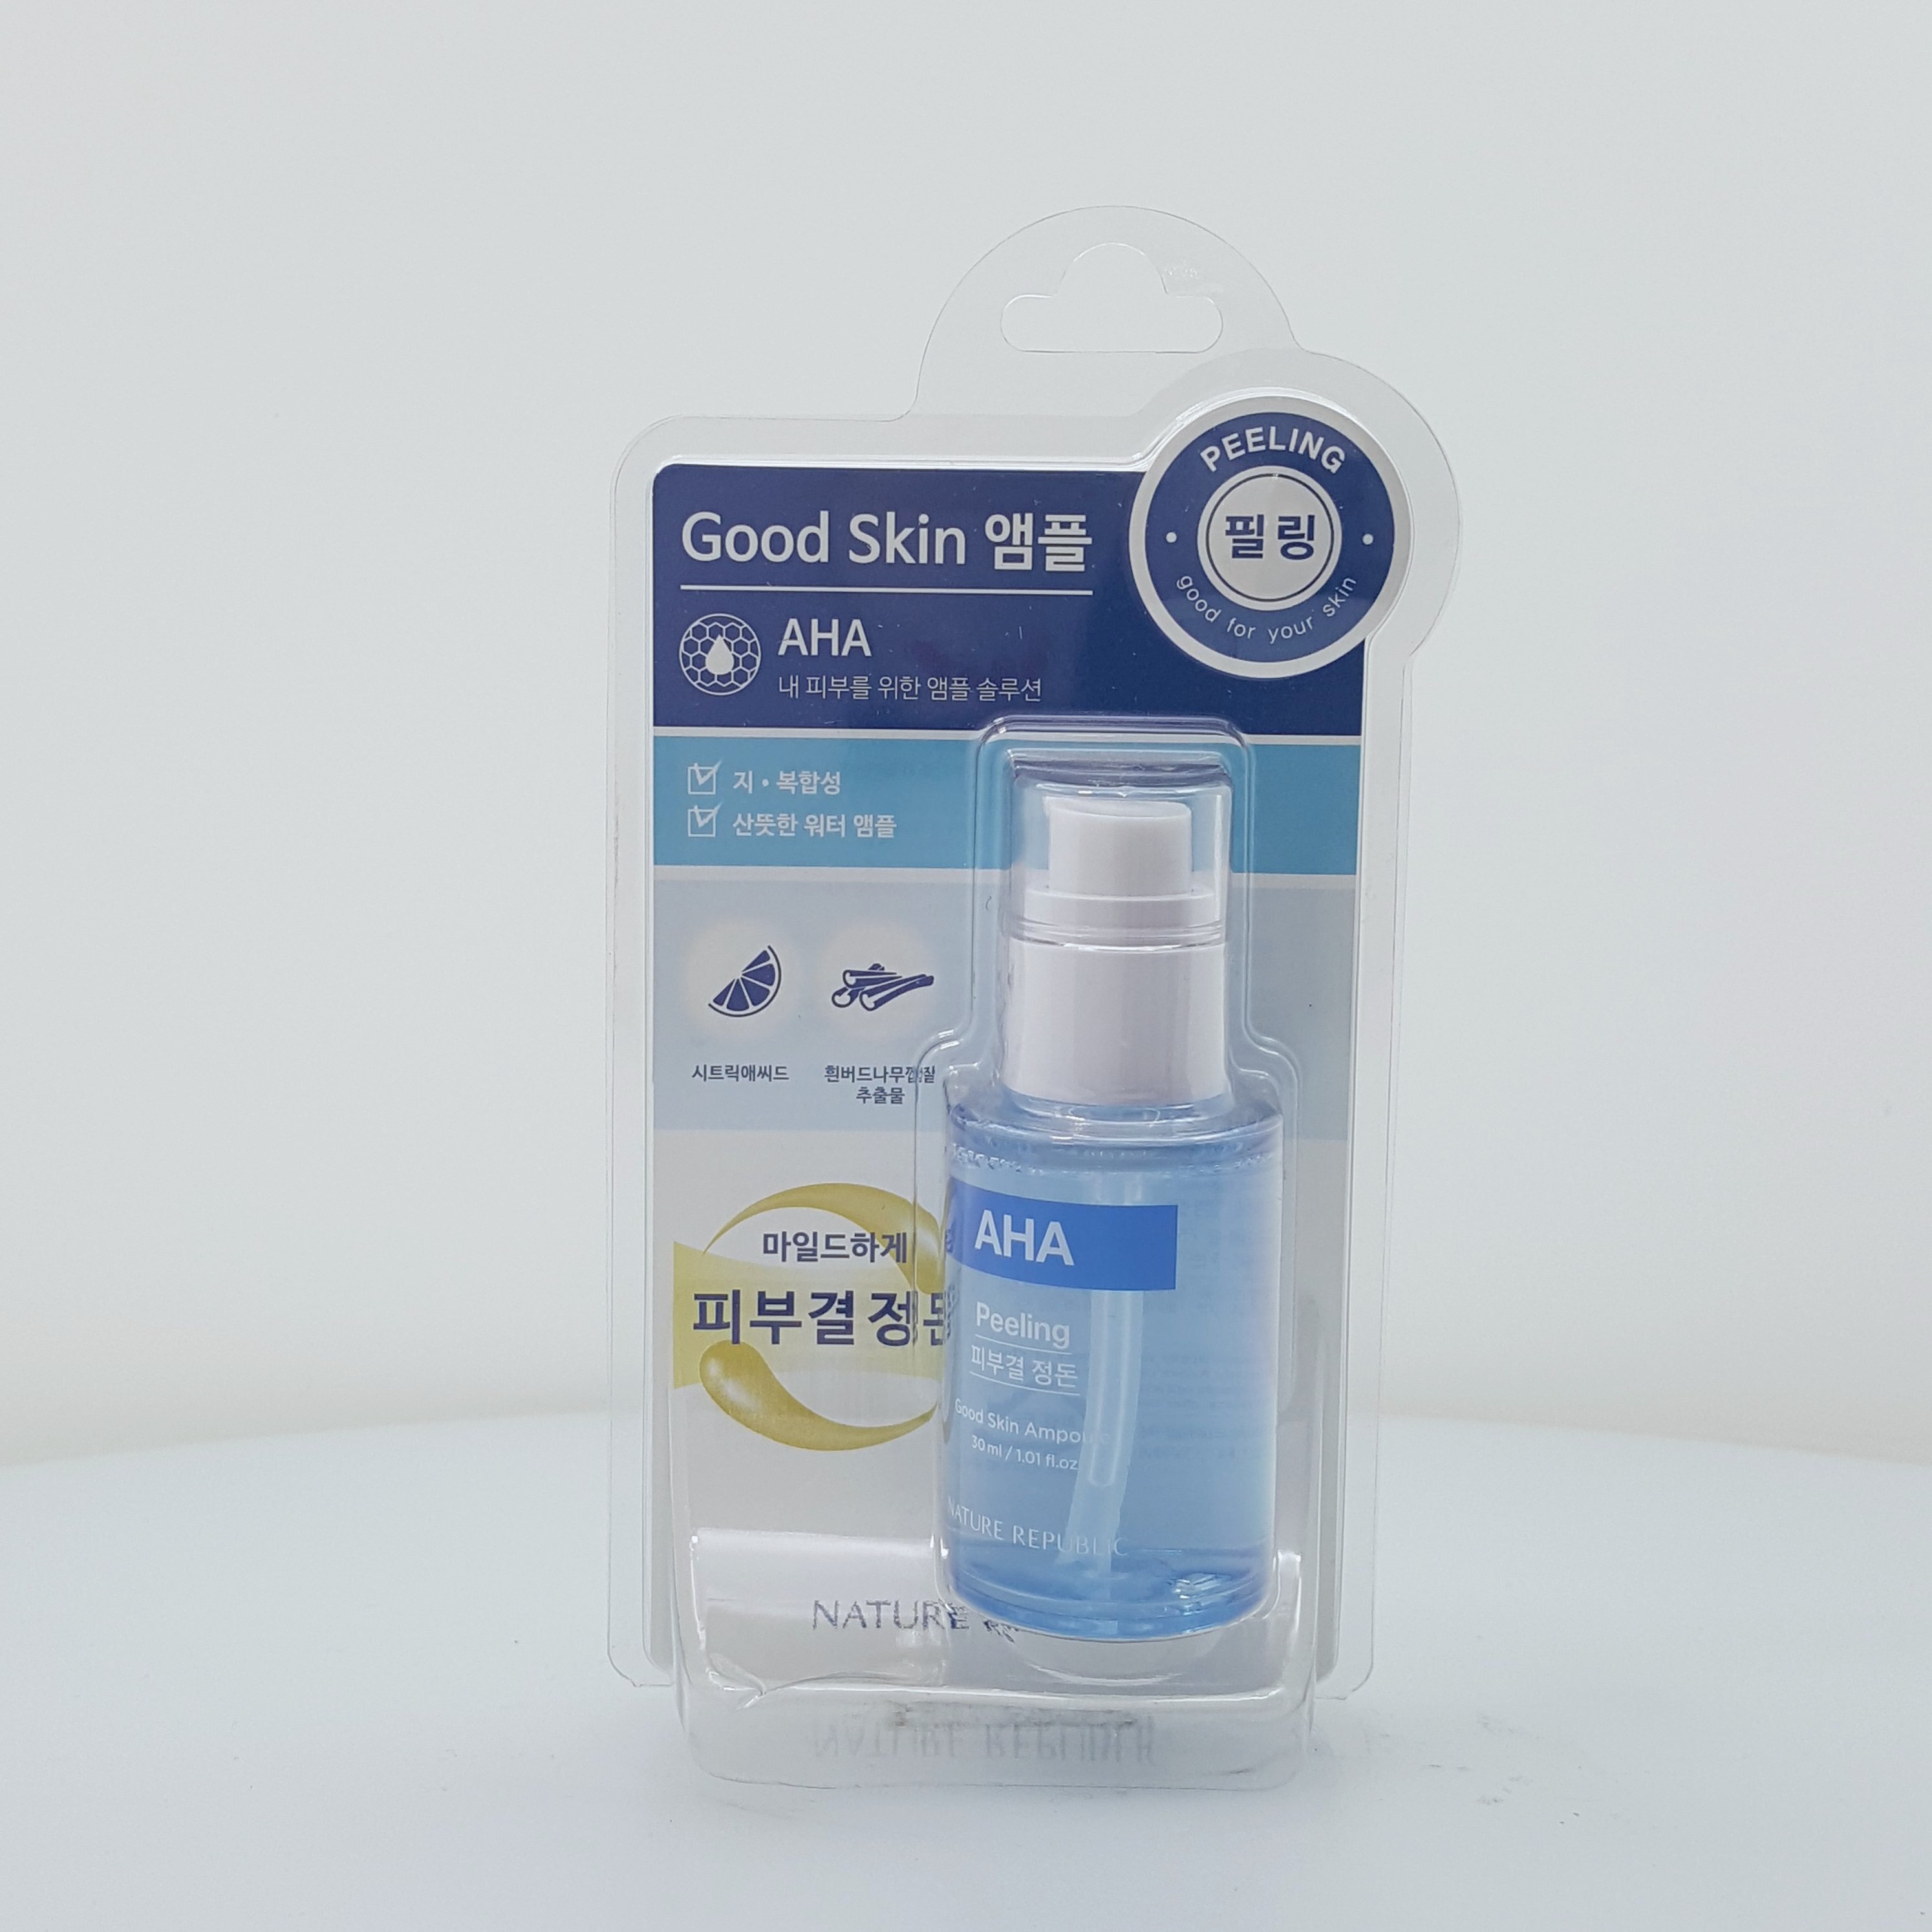 PEELING
필링
good for your skin
Good Skin 앰플
AHA
내 피부를 위한 앰플 솔루션
지·복합성
산뜻한 워터 앰플
시트릭애씨드
흰버드나무껍질
추출물
마일드하게
피부결 정돈
AHA
Peeling
피부결 정돈
Good Skin Ampoule
30 ml / 1.01 fl.oz
NATURE REPUBLIC
NATURE